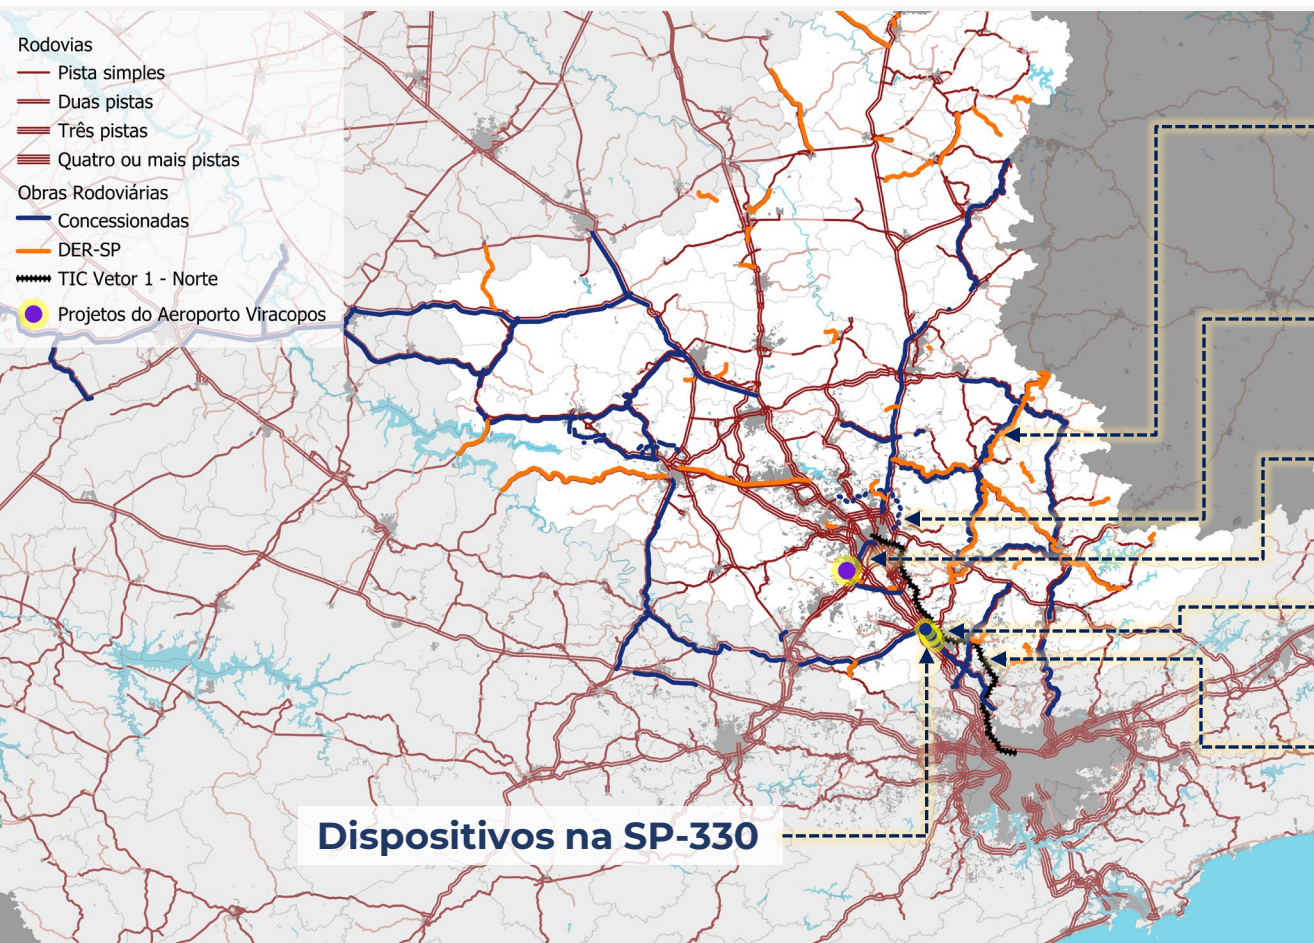 Rodovias
Pista simples
Duas pistas
Três pistas
Quatro ou mais pistas
Obras Rodoviárias
Concessionadas
DER-SP
TIC Vetor 1 - Norte
Projetos do Aeroporto Viracopos
Dispositivos na SP-330